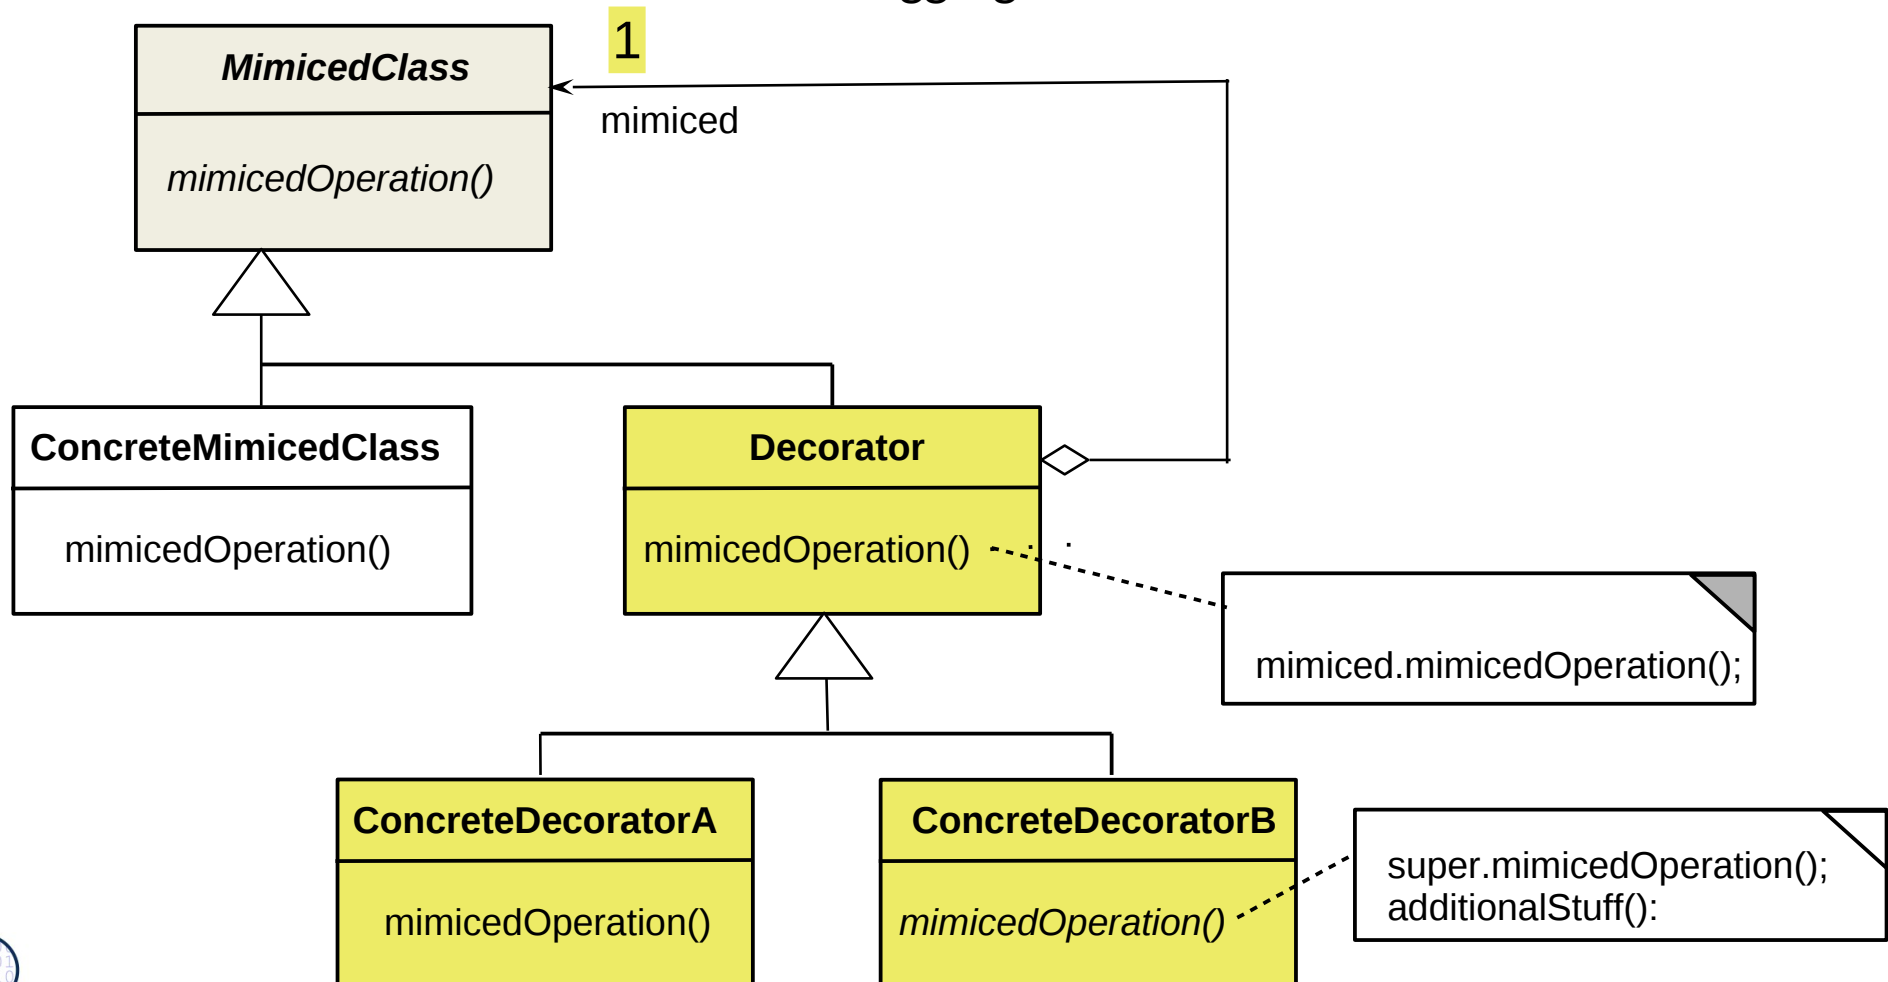 1
MimicedClass
mimiced
mimicedOperation()
ConcreteMimicedClass
Decorator
mimicedOperation()
mimicedOperation()
mimiced.mimicedOperation();
ConcreteDecoratorA
ConcreteDecoratorB
super.mimicedOperation();
additionalStuff():
mimicedOperation()
mimicedOperation()